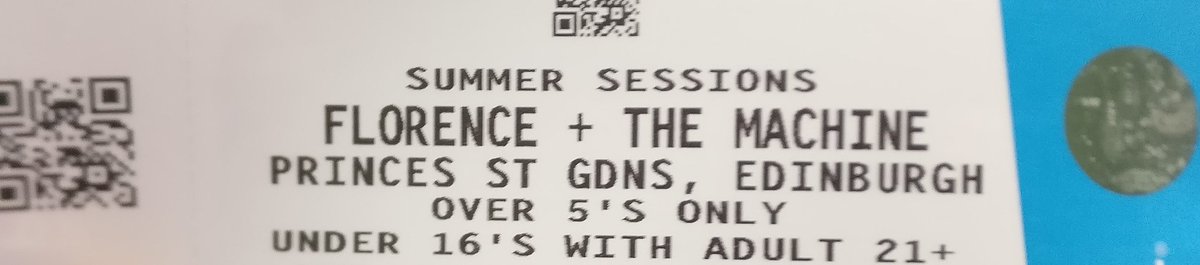 SUMMER SESSIONS
FLORENCE + THE MACHINE
PRINCES ST GDNS, EDINBURGH
OVER 5'S ONLY
UNDER 16'S WITH ADULT 21+